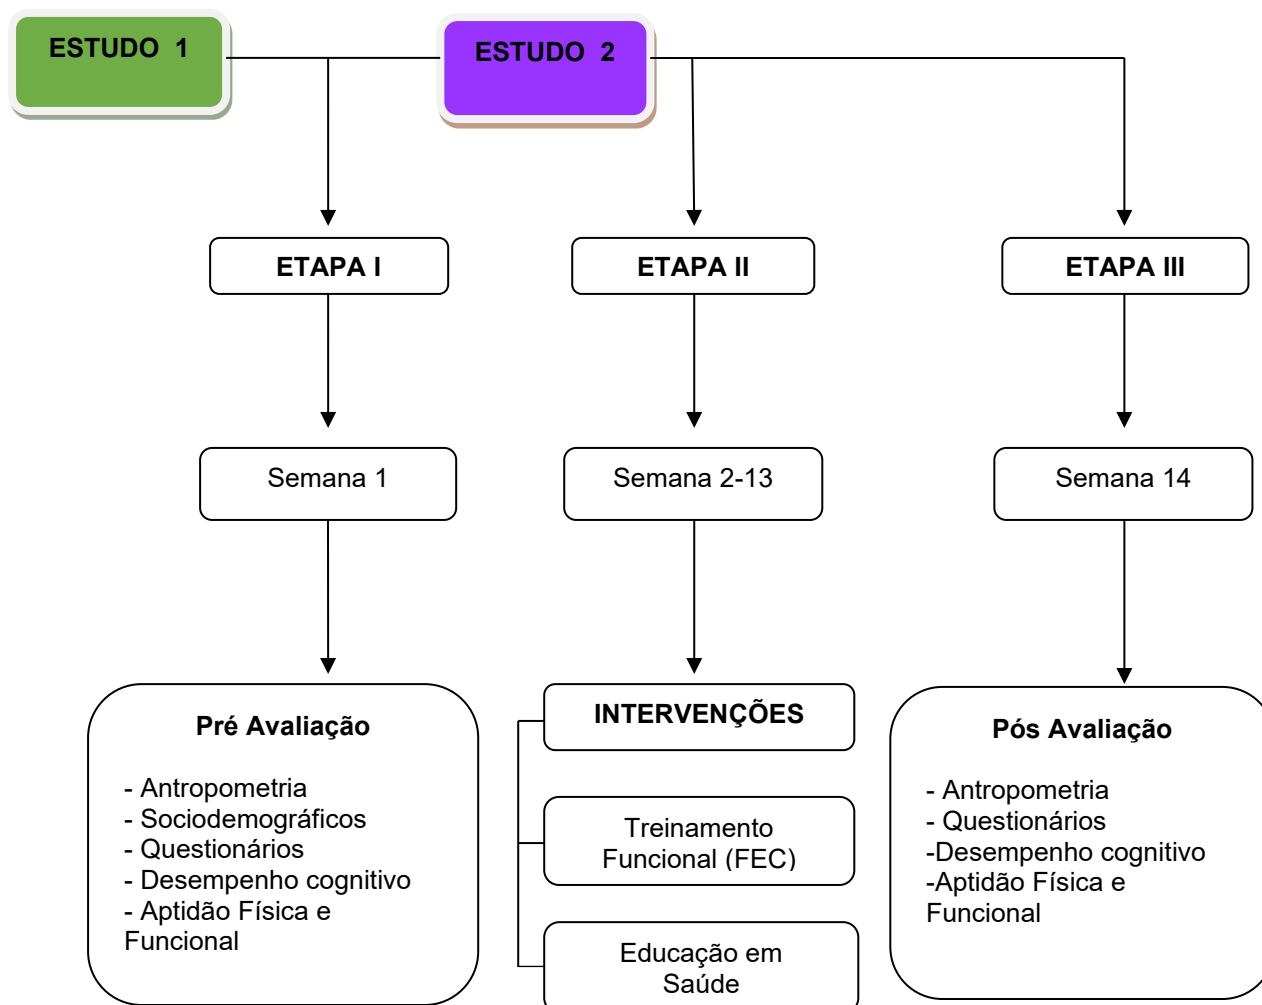 ESTUDO 1
ESTUDO 2
ETAPA I
ETAPA II
ETAPA III
Semana 1
Semana 2-13
Semana 14
Pré Avaliação
- Antropometria
- Sociodemográficos
- Questionários
- Desempenho cognitivo
- Aptidão Física e
Funcional
INTERVENÇÕES
Treinamento
Funcional (FEC)
Educação em
Saúde
Pós Avaliação
- Antropometria
- Questionários
-Desempenho cognitivo
-Aptidão Física e
Funcional